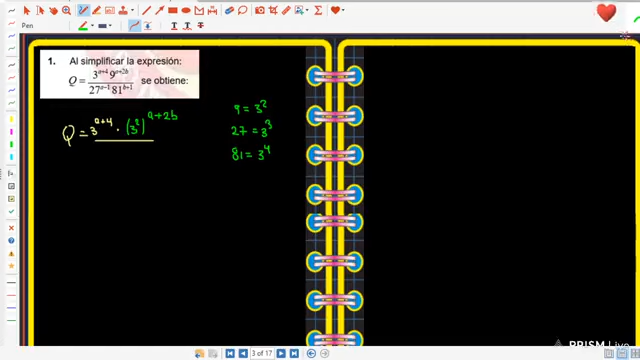 Pen
1. Al simplificar la expresión:
Q = 3^{a+4} 9^{a+2b} / 27^{a-1} 81^{b+1} se obtiene:
Q = 3^{a+4} · (3^2)^{a+2b}
9 = 3^2
27 = 3^3
81 = 3^4
3 of 17
PRISM Live